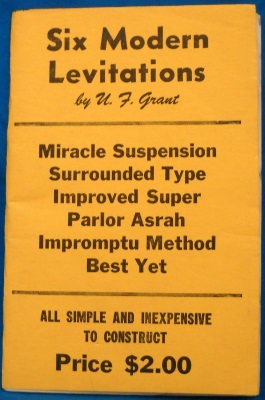 Six Modern
Levitations
by U. F. Grant
Miracle Suspension
Surrounded Type
Improved Super
Parlor Asrah
Impromptu Method
Best Yet
ALL SIMPLE AND INEXPENSIVE
TO CONSTRUCT
Price $2.00